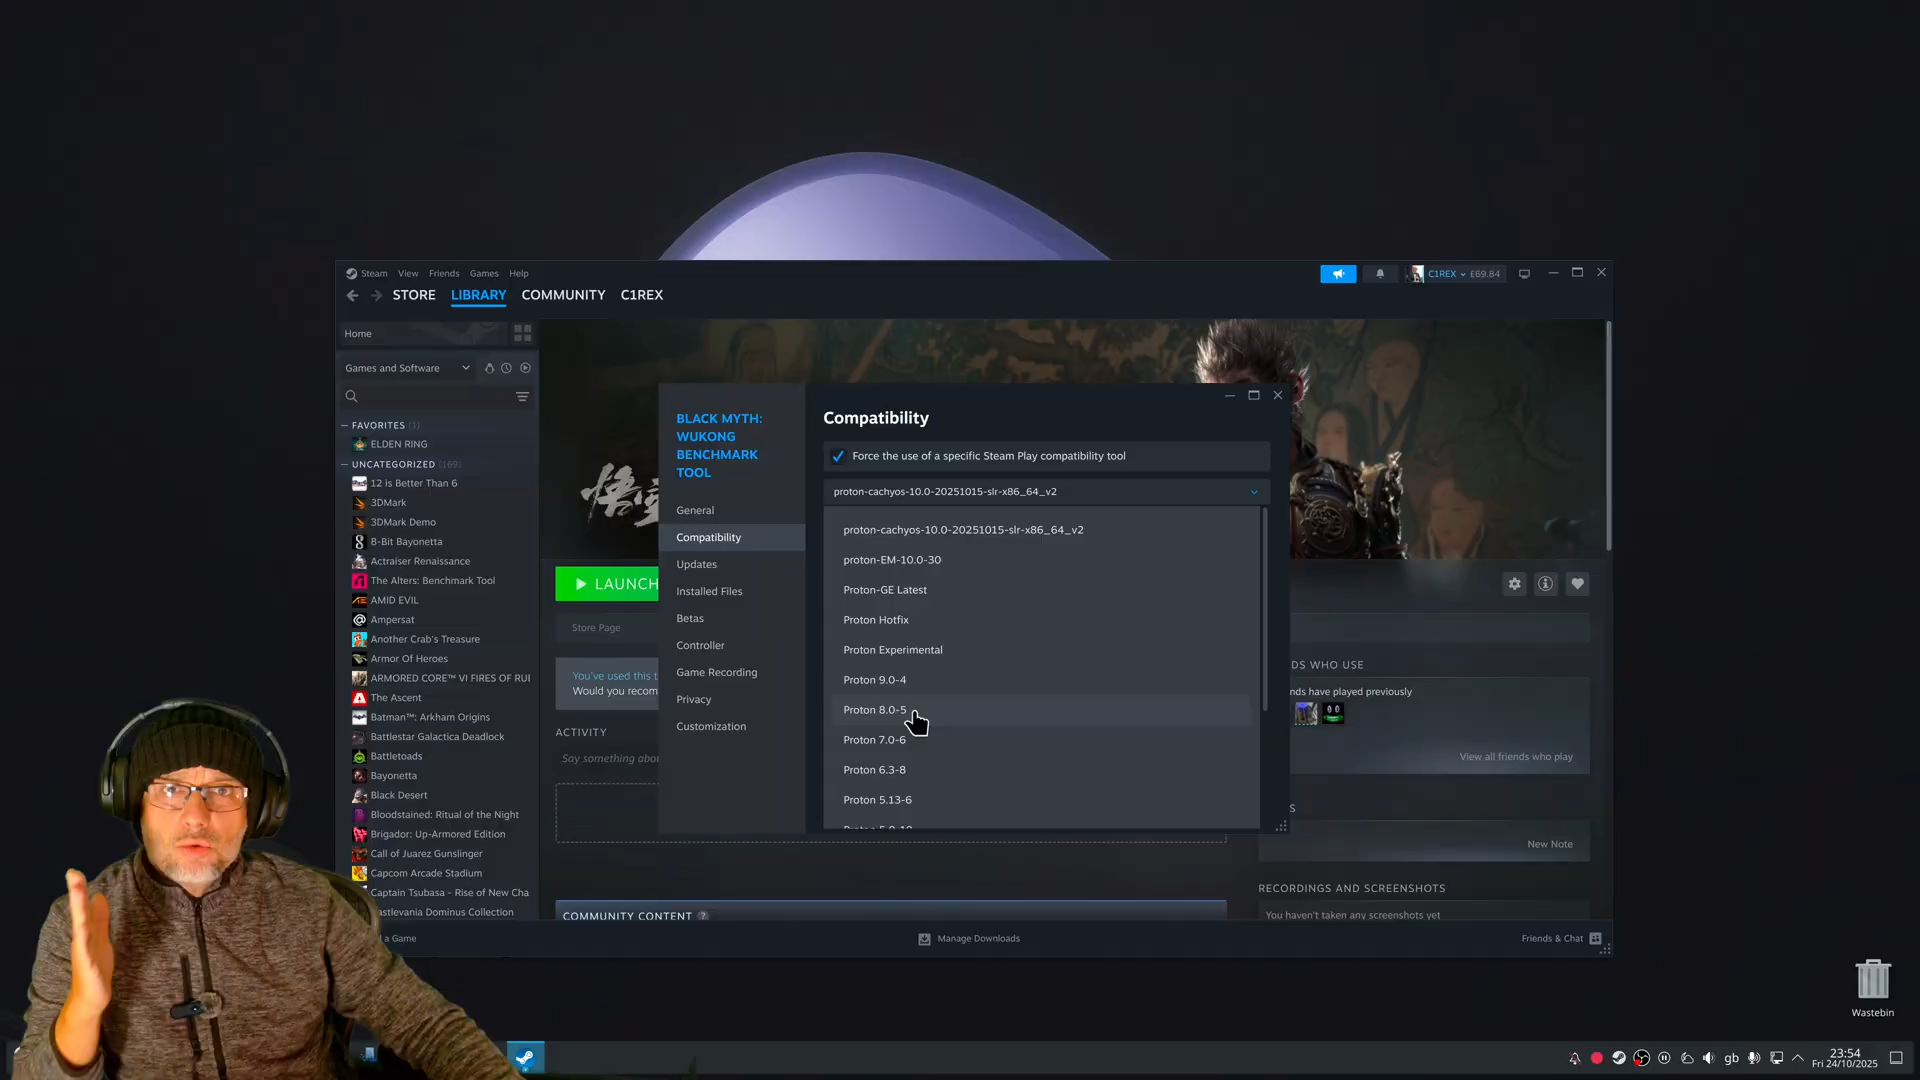 Steam View Friends Games Help
C1REX £69.84
STORE LIBRARY COMMUNITY C1REX
Home
Games and Software
FAVORITES (1)
ELDEN RING
UNCATEGORIZED (169)
12 is Better Than 6
3DMark
3DMark Demo
8-Bit Bayonetta
Actraiser Renaissance
The Alters: Benchmark Tool
AMID EVIL
Ampersat
Another Crab's Treasure
Armor Of Heroes
ARMORED CORE™ VI FIRES OF RUI
The Ascent
Batman™: Arkham Origins
Battlestar Galactica Deadlock
Battletoads
Bayonetta
Black Desert
Bloodstained: Ritual of the Night
Brigador: Up-Armored Edition
Call of Juarez Gunslinger
Capcom Arcade Stadium
Captain Tsubasa - Rise of New Cha
astlevania Dominus Collection
a Game
LAUNCH
Store Page
You've used this t
Would you recom
ACTIVITY
Say something abou
COMMUNITY CONTENT ?
BLACK MYTH:
WUKONG
BENCHMARK
TOOL
General
Compatibility
Updates
Installed Files
Betas
Controller
Game Recording
Privacy
Customization
Compatibility
Force the use of a specific Steam Play compatibility tool
proton-cachyos-10.0-20251015-slr-x86_64_v2
proton-cachyos-10.0-20251015-slr-x86_64_v2
proton-EM-10.0-30
Proton-GE Latest
Proton Hotfix
Proton Experimental
Proton 9.0-4
Proton 8.0-5
Proton 7.0-6
Proton 6.3-8
Proton 5.13-6
DS WHO USE
nds have played previously
View all friends who play
S
New Note
RECORDINGS AND SCREENSHOTS
You haven't taken any screenshots yet
Manage Downloads
Friends & Chat
Wastebin
gb
23:54
Fri 24/10/2025